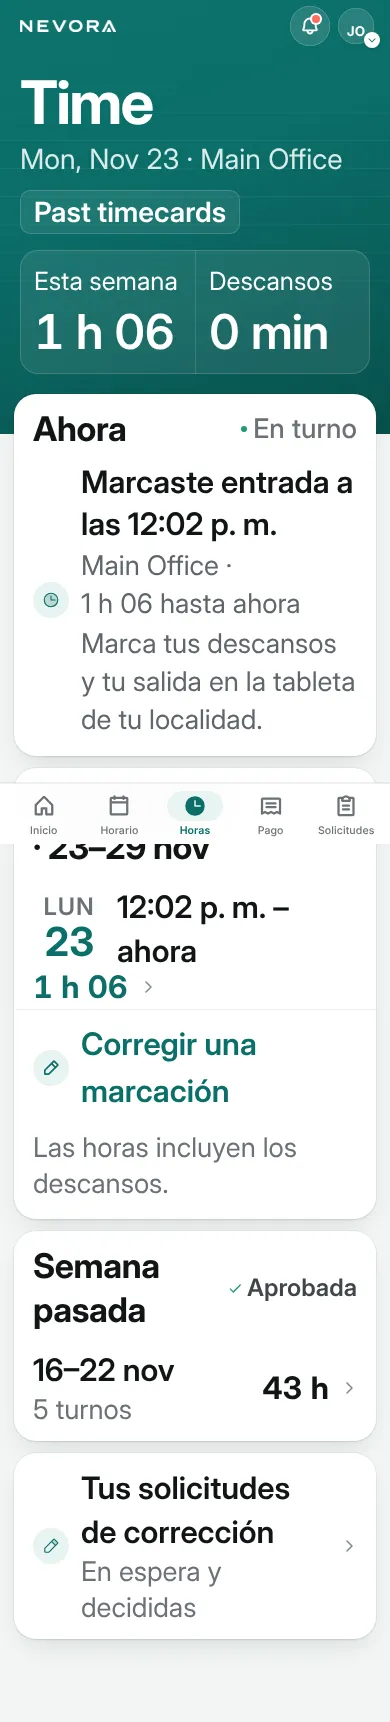 NEVORA
JO
Time
Mon, Nov 23 · Main Office
Past timecards
Esta semana
1 h 06
Descansos
0 min
Ahora
• En turno
Marcaste entrada a
las 12:02 p. m.
Main Office ·
1 h 06 hasta ahora
Marca tus descansos
y tu salida en la tableta
de tu localidad.
Inicio
Horario
Horas
Pago
Solicitudes
· 23–29 nov
LUN
23
12:02 p. m. –
ahora
1 h 06
Corregir una
marcación
Las horas incluyen los
descansos.
Semana
pasada
Aprobada
16–22 nov
5 turnos
43 h
Tus solicitudes
de corrección
En espera y
decididas